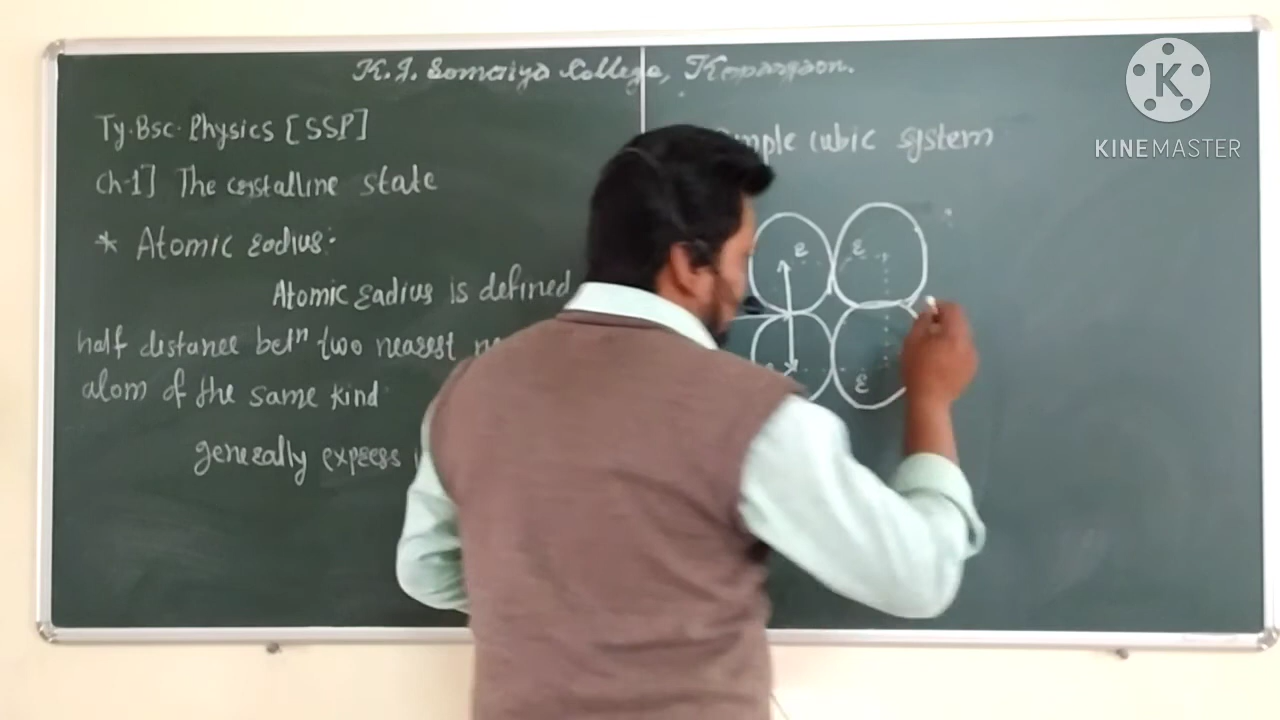 K.J. Somaiya College, Kopargaon.
Ty.Bsc. Physics [SSP]
Ch-1] The crystalline state
* Atomic radius:
Atomic radius is defined
half distance betn two nearest
atom of the same kind
generally express
cubic system
r r
r
K
KINEMASTER